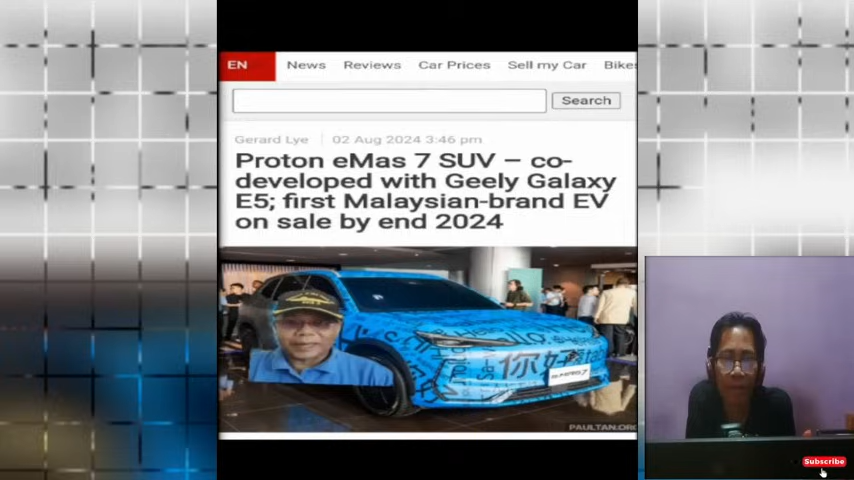 EN News Reviews Car Prices Sell my Car Bikes
Search
Gerard Lye 02 Aug 2024 3:46 pm
Proton eMas 7 SUV – co-
developed with Geely Galaxy
E5; first Malaysian-brand EV
on sale by end 2024
你好
PAULTAN.ORG
Subscribe